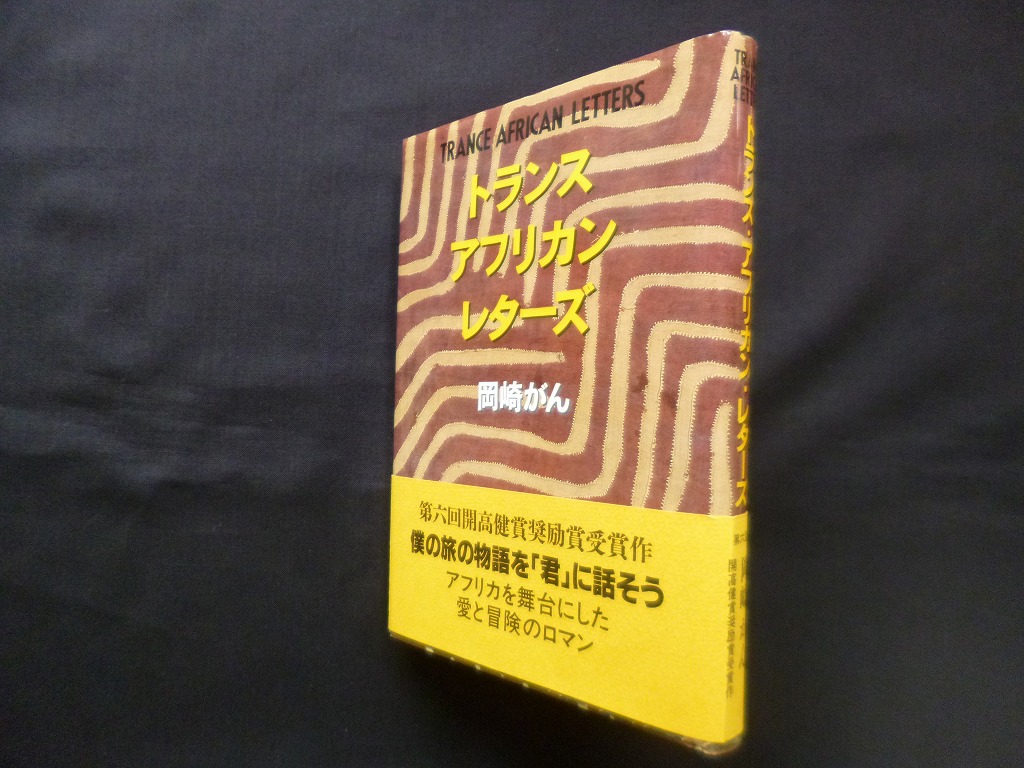 TRANCE AFRICAN LETTERS
トランス
アフリカン
レターズ
岡崎がん
第六回開高健賞奨励賞受賞作
僕の旅の物語を「君」に話そう
アフリカを舞台にした
愛と冒険のロマン
トランス・アフリカン・レターズ
開高健賞奨励賞受賞作